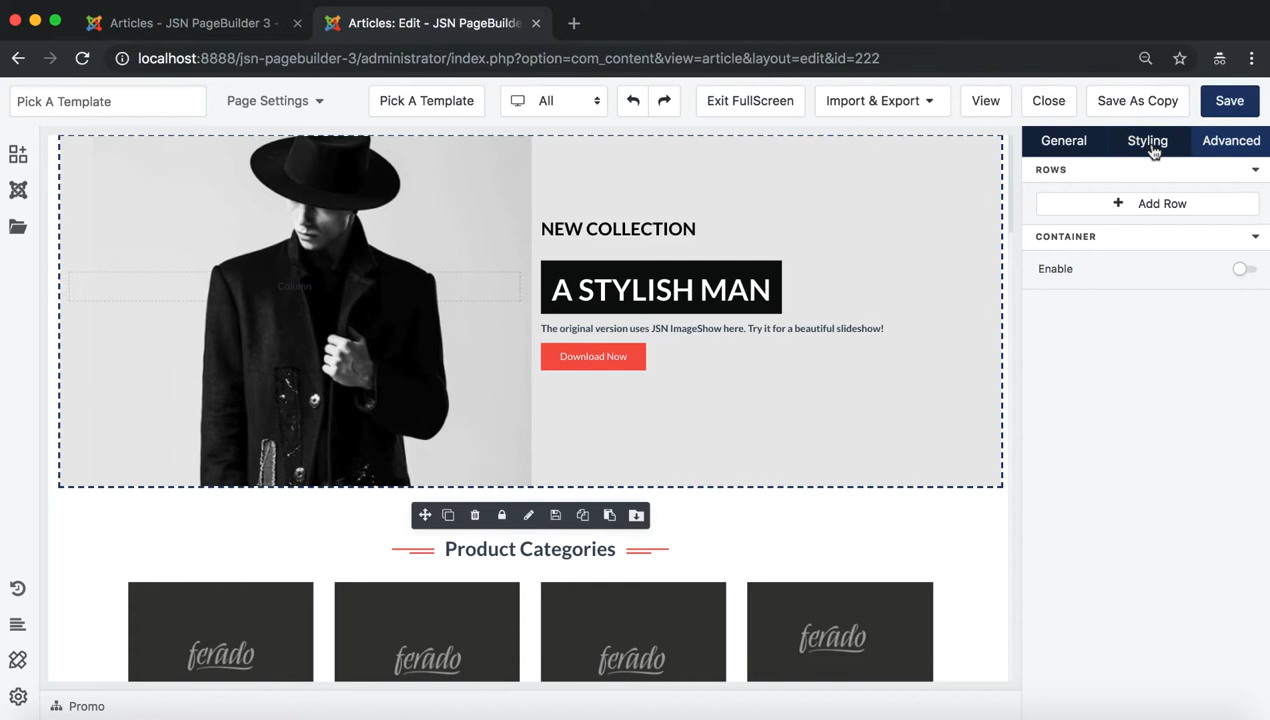 Articles - JSN PageBuilder 3 -
Articles: Edit - JSN PageBuilde
localhost:8888/jsn-pagebuilder-3/administrator/index.php?option=com_content&view=article&layout=edit&id=222
Pick A Template
Page Settings
Pick A Template
All
Exit FullScreen
Import & Export
View
Close
Save As Copy
Save
General
Styling
Advanced
ROWS
+ Add Row
CONTAINER
Enable
Column
NEW COLLECTION
A STYLISH MAN
The original version uses JSN ImageShow here. Try it for a beautiful slideshow!
Download Now
Product Categories
ferado
ferado
ferado
ferado
Promo